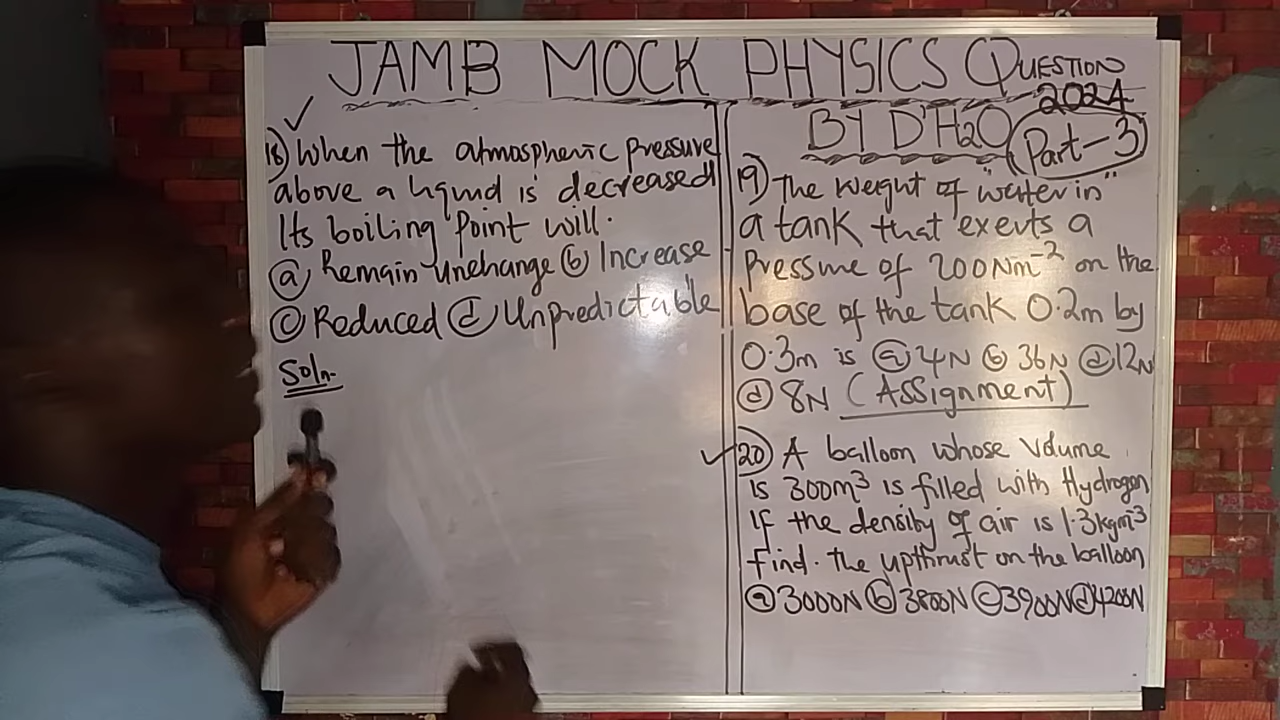 JAMB MOCK PHYSICS QUESTION
2024
BY D'H2O Part-3
18) When the atmospheric pressure
above a liquid is decreased
Its boiling point will.
(a) Remain unchange (b) Increase
(c) Reduced (d) Unpredictable
Soln.
19) The weight of "water in"
a tank that exerts a
Pressure of 200Nm⁻² on the
base of the tank 0.2m by
0.3m is (a) 4N (b) 36N (d) 12N
(d) 8N (Assignment)
20) A balloon whose volume
is 300m³ is filled with Hydrogen
If the density of air is 1.3kgm⁻³
find. the upthrust on the balloon
(a) 3000N (b) 3800N (c) 3900N (d) 4200N